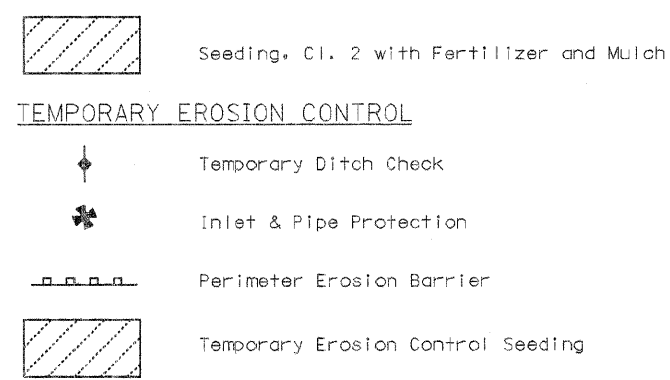 Seeding, Cl. 2 with Fertilizer and Mulch
TEMPORARY EROSION CONTROL
Temporary Ditch Check
Inlet & Pipe Protection
Perimeter Erosion Barrier
Temporary Erosion Control Seeding